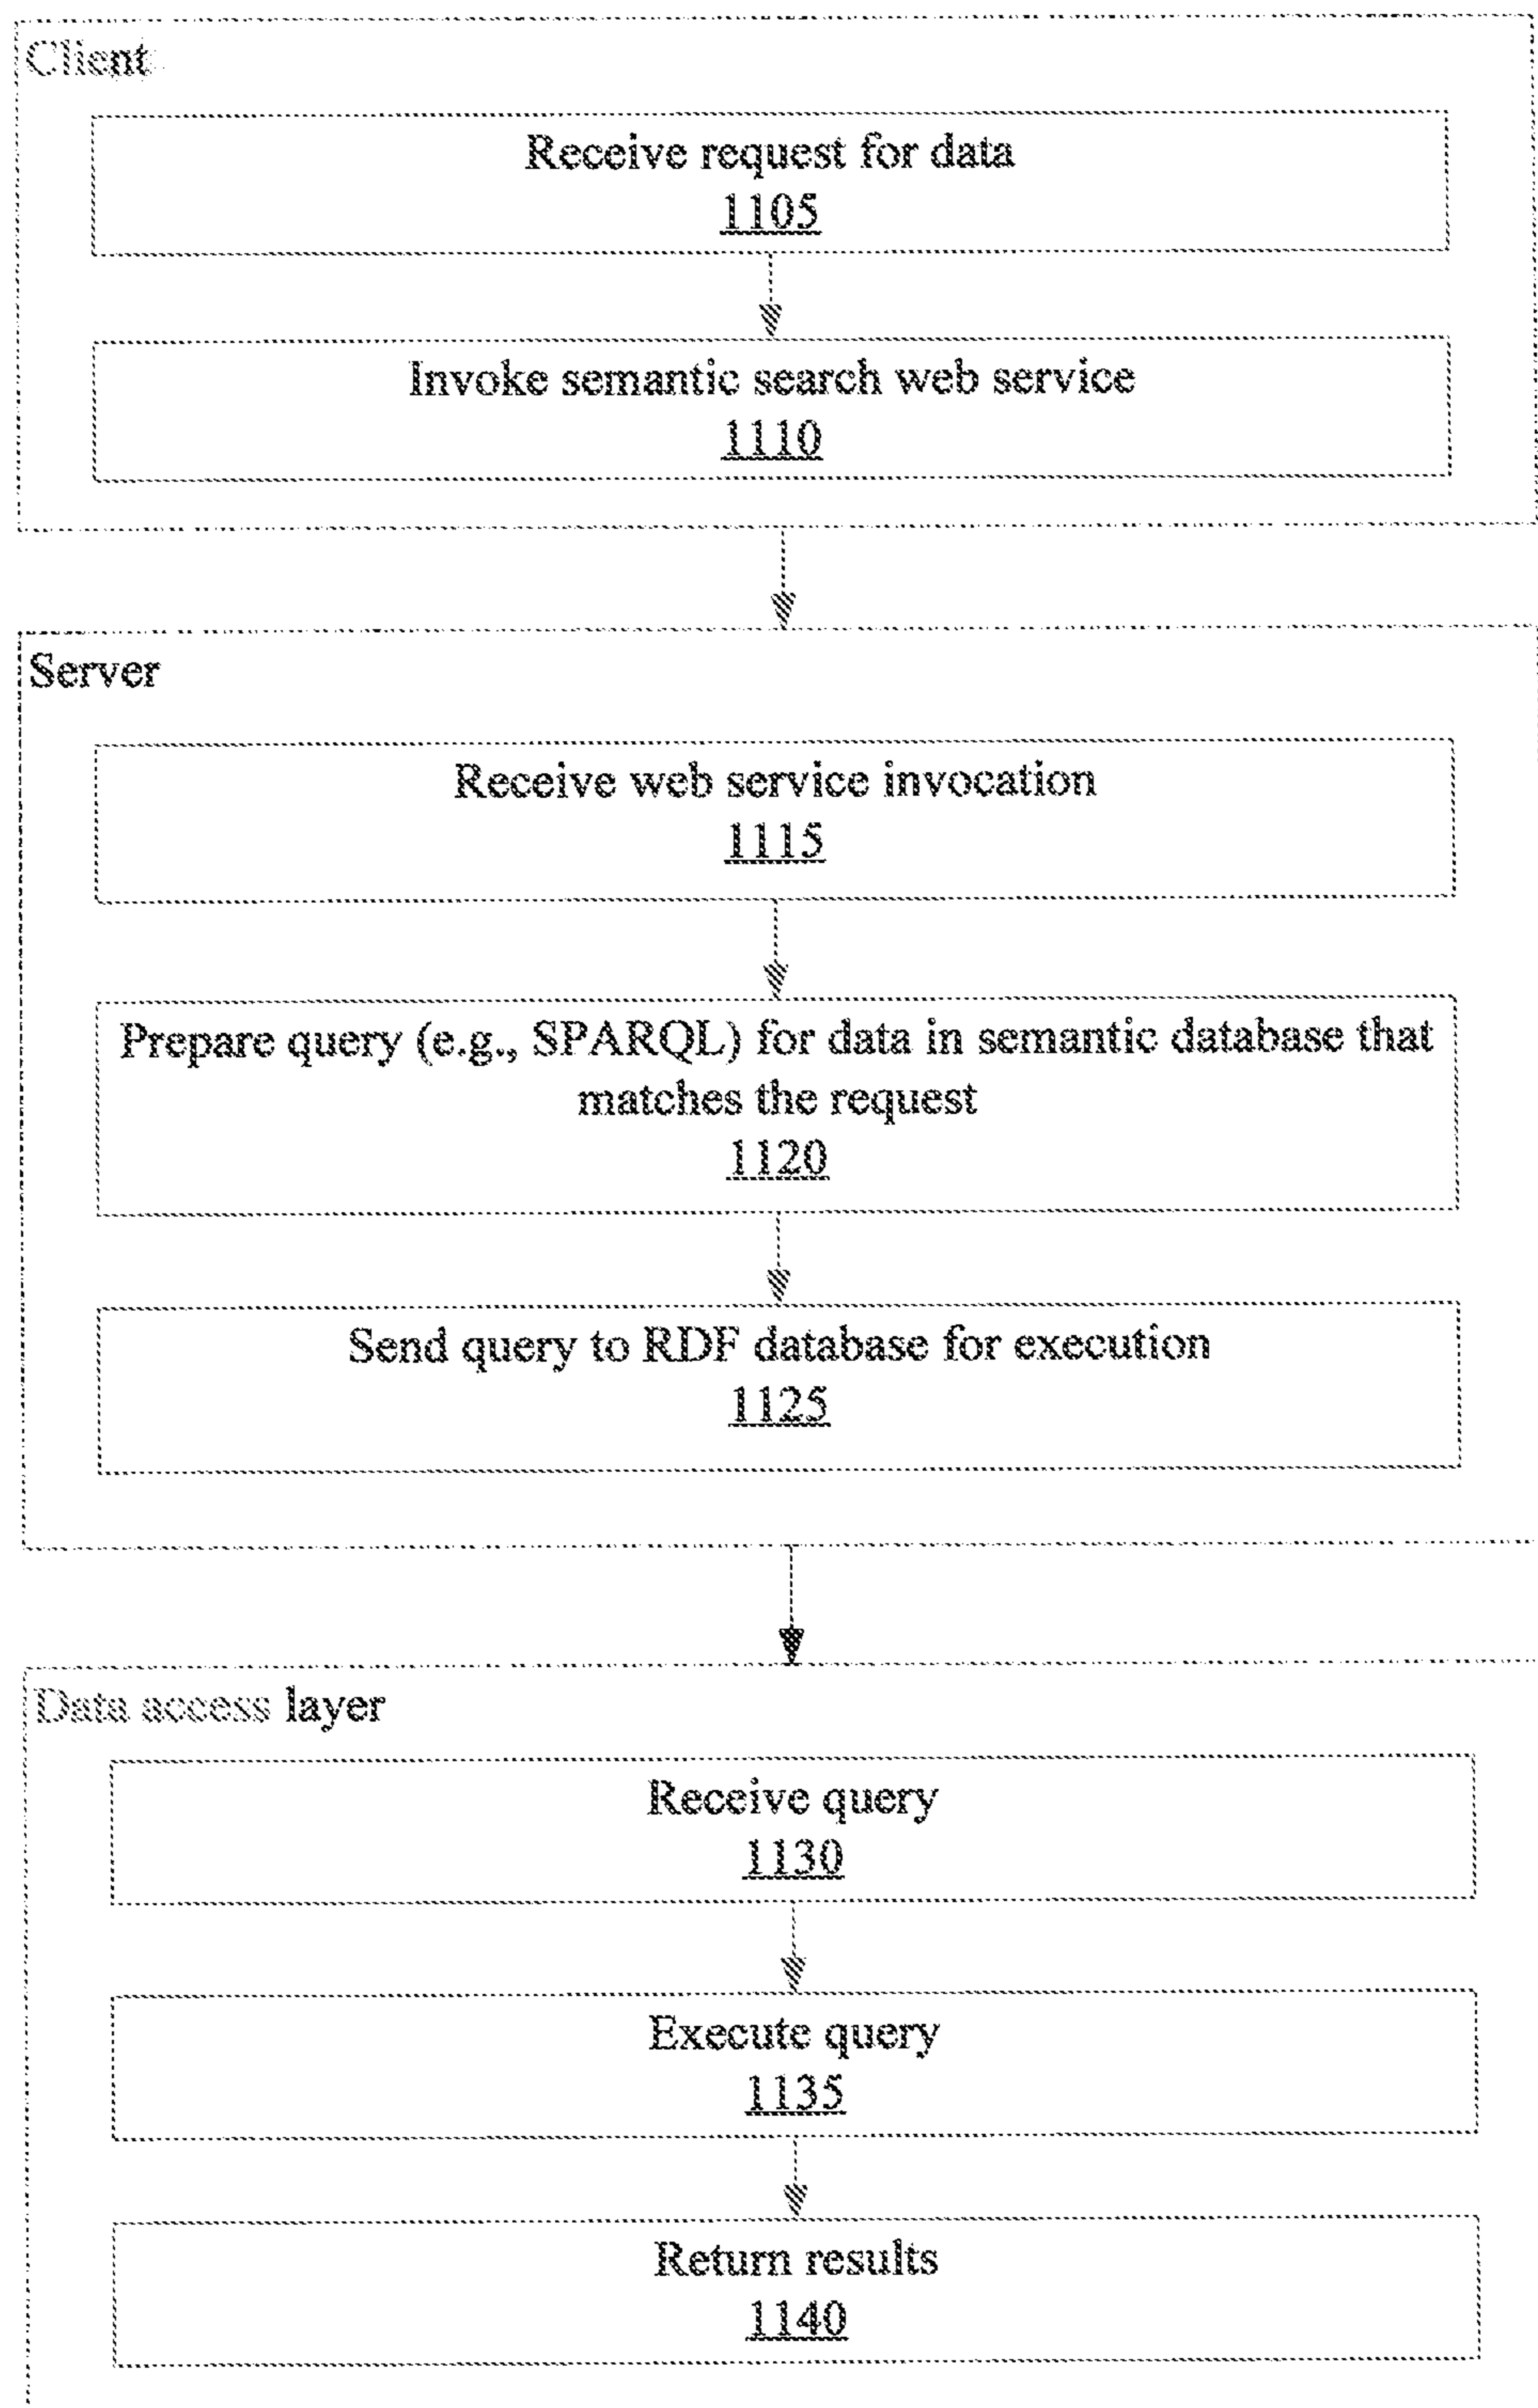 Client
Receive request for data
1105
Invoke semantic search web service
1110
Server
Receive web service invocation
1115
Prepare query (e.g., SPARQL) for data in semantic database that
matches the request
1120
Send query to RDF database for execution
1125
Data access layer
Receive query
1130
Execute query
1135
Return results
1140